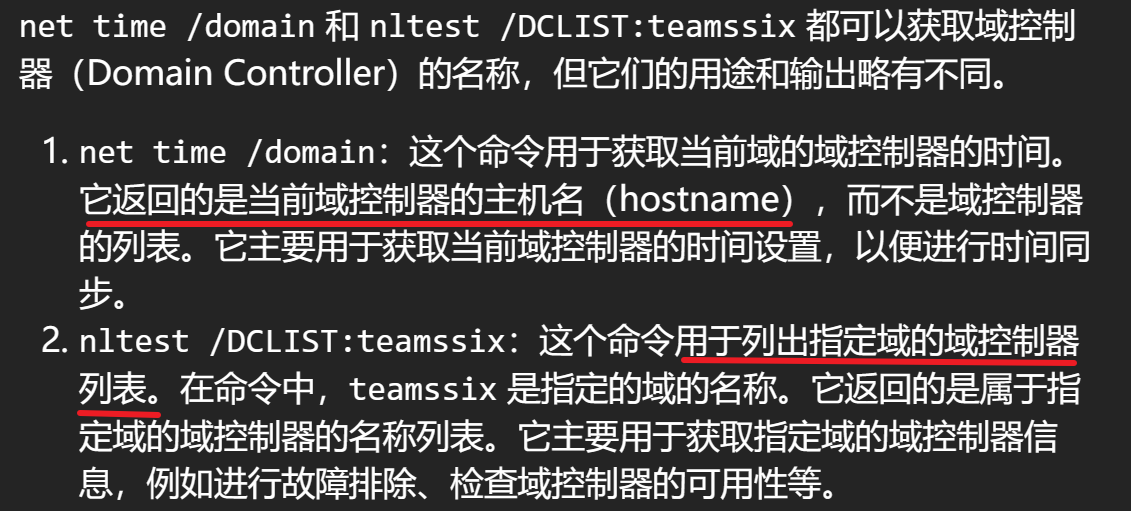 net time /domain 和 nltest /DCLIST:teamssix 都可以获取域控制
器（Domain Controller）的名称，但它们的用途和输出略有不同。
1. net time /domain：这个命令用于获取当前域的域控制器的时间。
它返回的是当前域控制器的主机名（hostname），而不是域控制器
的列表。它主要用于获取当前域控制器的时间设置，以便进行时间同
步。
2. nltest /DCLIST:teamssix：这个命令用于列出指定域的域控制器
列表。在命令中，teamssix 是指定的域的名称。它返回的是属于指
定域的域控制器的名称列表。它主要用于获取指定域的域控制器信
息，例如进行故障排除、检查域控制器的可用性等。